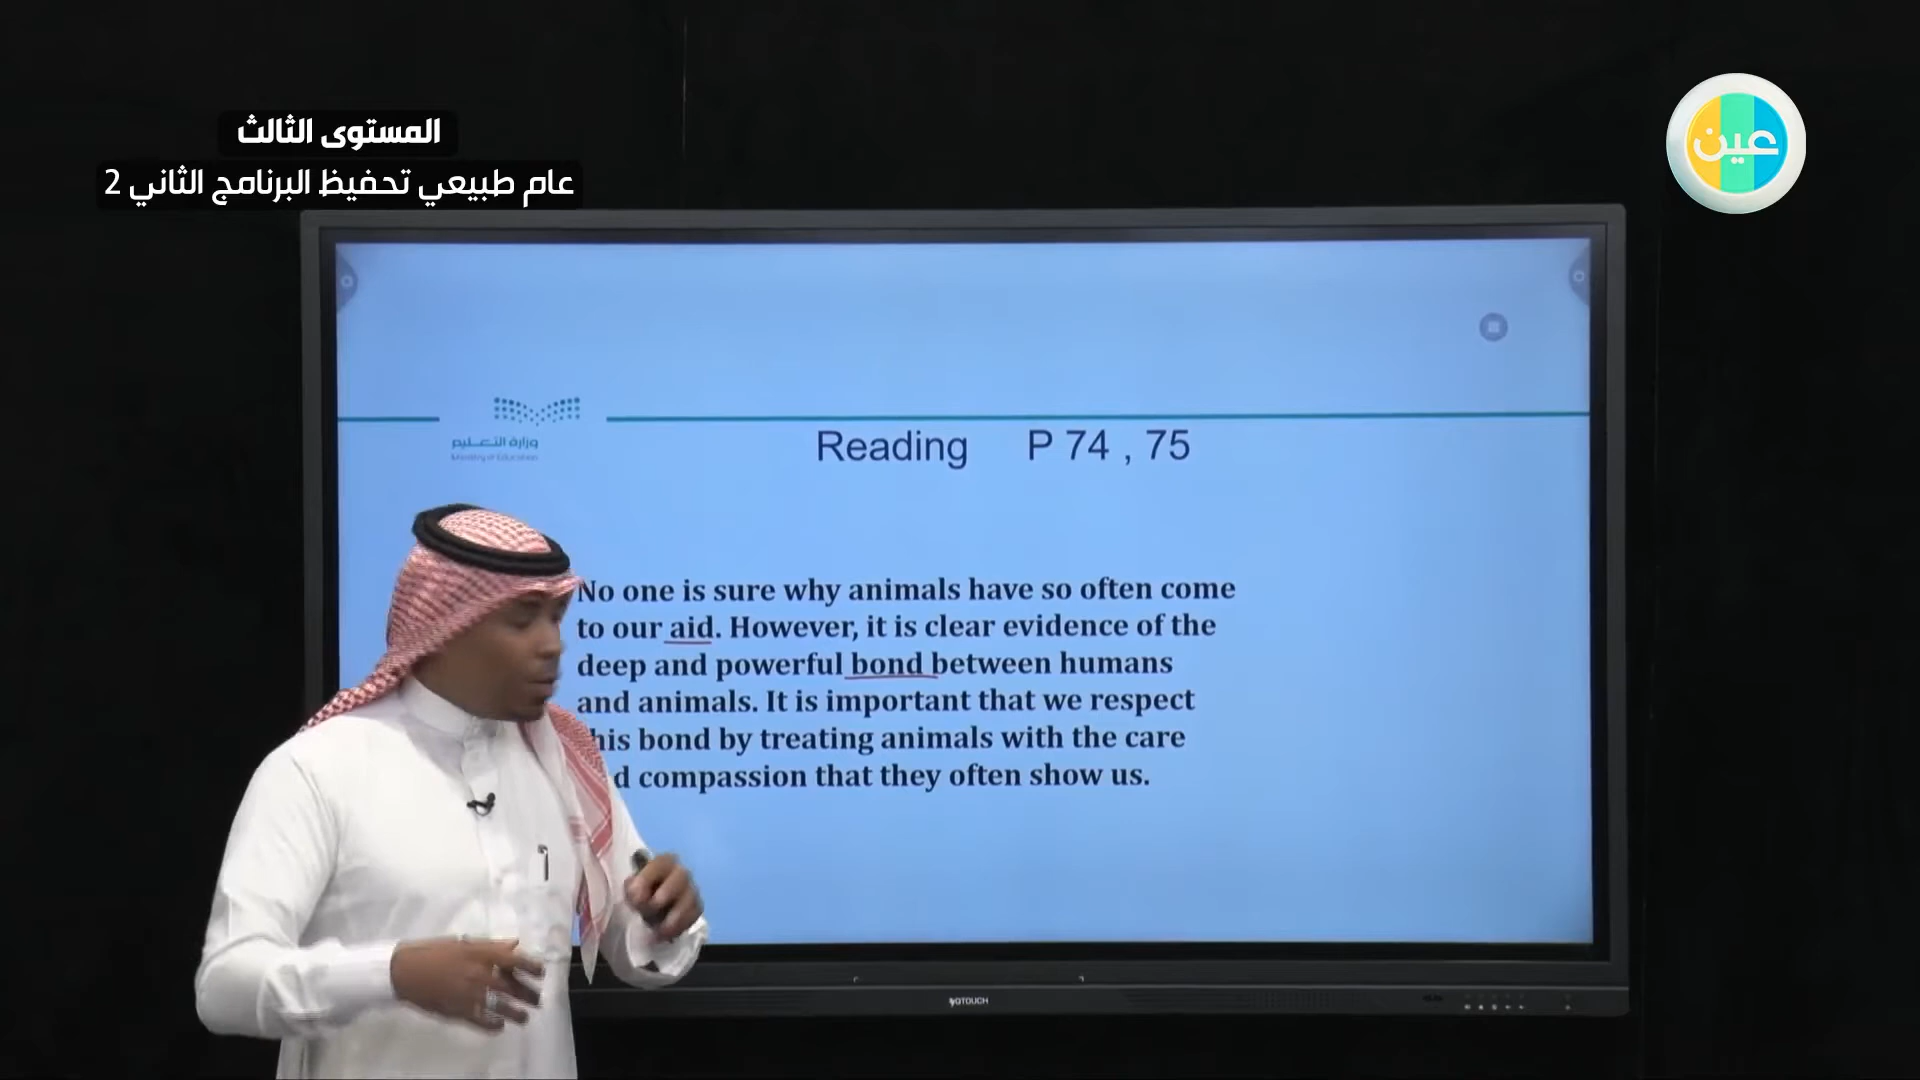 المستوى الثالث
عام طبيعي تحفيظ البرنامج الثاني 2
عين
وزارة التعليم
Ministry of Education
Reading P 74 , 75
No one is sure why animals have so often come
to our aid. However, it is clear evidence of the
deep and powerful bond between humans
and animals. It is important that we respect
his bond by treating animals with the care
d compassion that they often show us.
QTOUCH